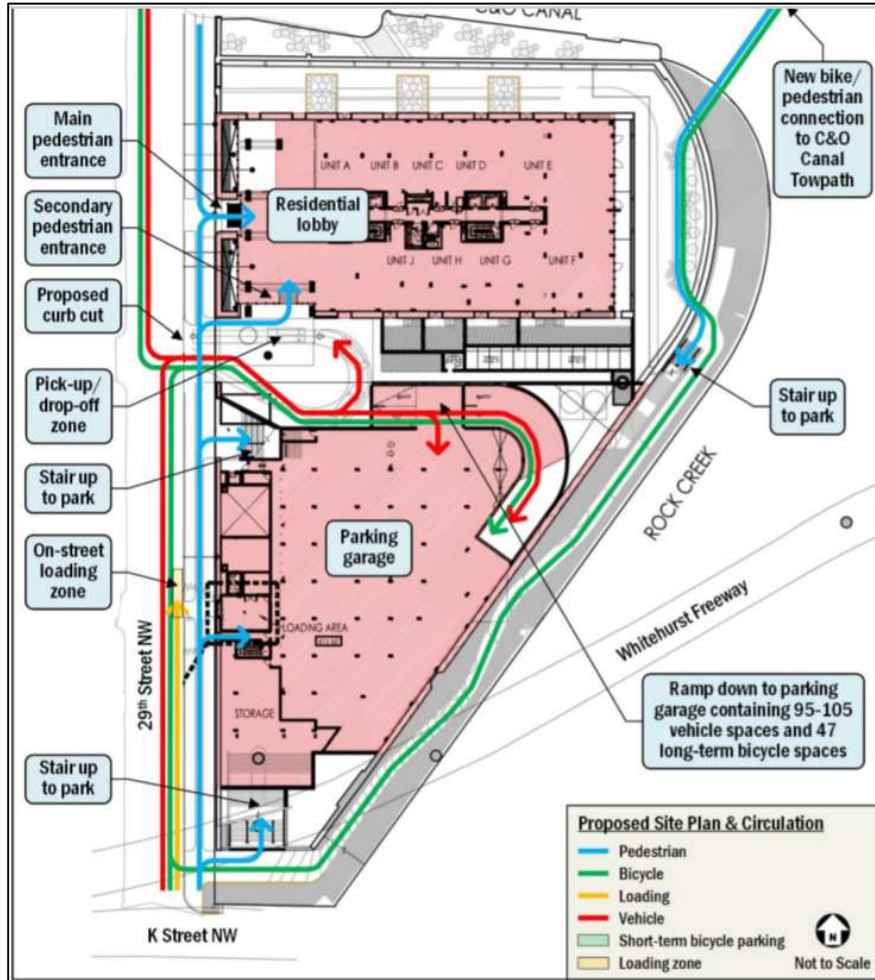 C&O CANAL
New bike/
pedestrian
connection
to C&O
Canal
Towpath
Main
pedestrian
entrance
UNIT A
UNIT B
UNIT C
UNIT D
UNIT E
Secondary
pedestrian
entrance
Residential
lobby
UNIT J
UNIT H
UNIT G
UNIT F
Proposed
curb cut
Pick-up/
drop-off
zone
Stair up
to park
Stair up
to park
ROCK CREEK
On-street
loading
zone
Parking
garage
Whitehurst Freeway
LOADING AREA
29th Street NW
STORAGE
Ramp down to parking
garage containing 95-105
vehicle spaces and 47
long-term bicycle spaces
Stair up
to park
K Street NW
Proposed Site Plan & Circulation
Pedestrian
Bicycle
Loading
Vehicle
Short-term bicycle parking
Loading zone
N
Not to Scale